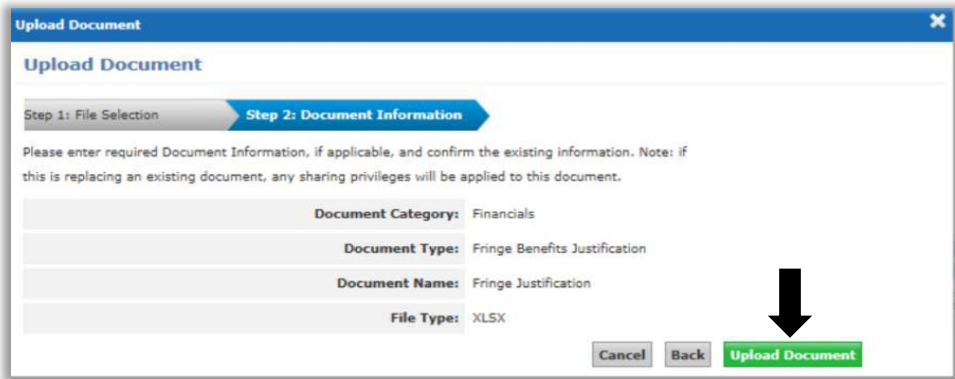 Upload Document
Upload Document
Step 1: File Selection
Step 2: Document Information
Please enter required Document Information, if applicable, and confirm the existing information. Note: if
this is replacing an existing document, any sharing privileges will be applied to this document.
Document Category: Financials
Document Type: Fringe Benefits Justification
Document Name: Fringe Justification
File Type: XLSX
Cancel Back Upload Document